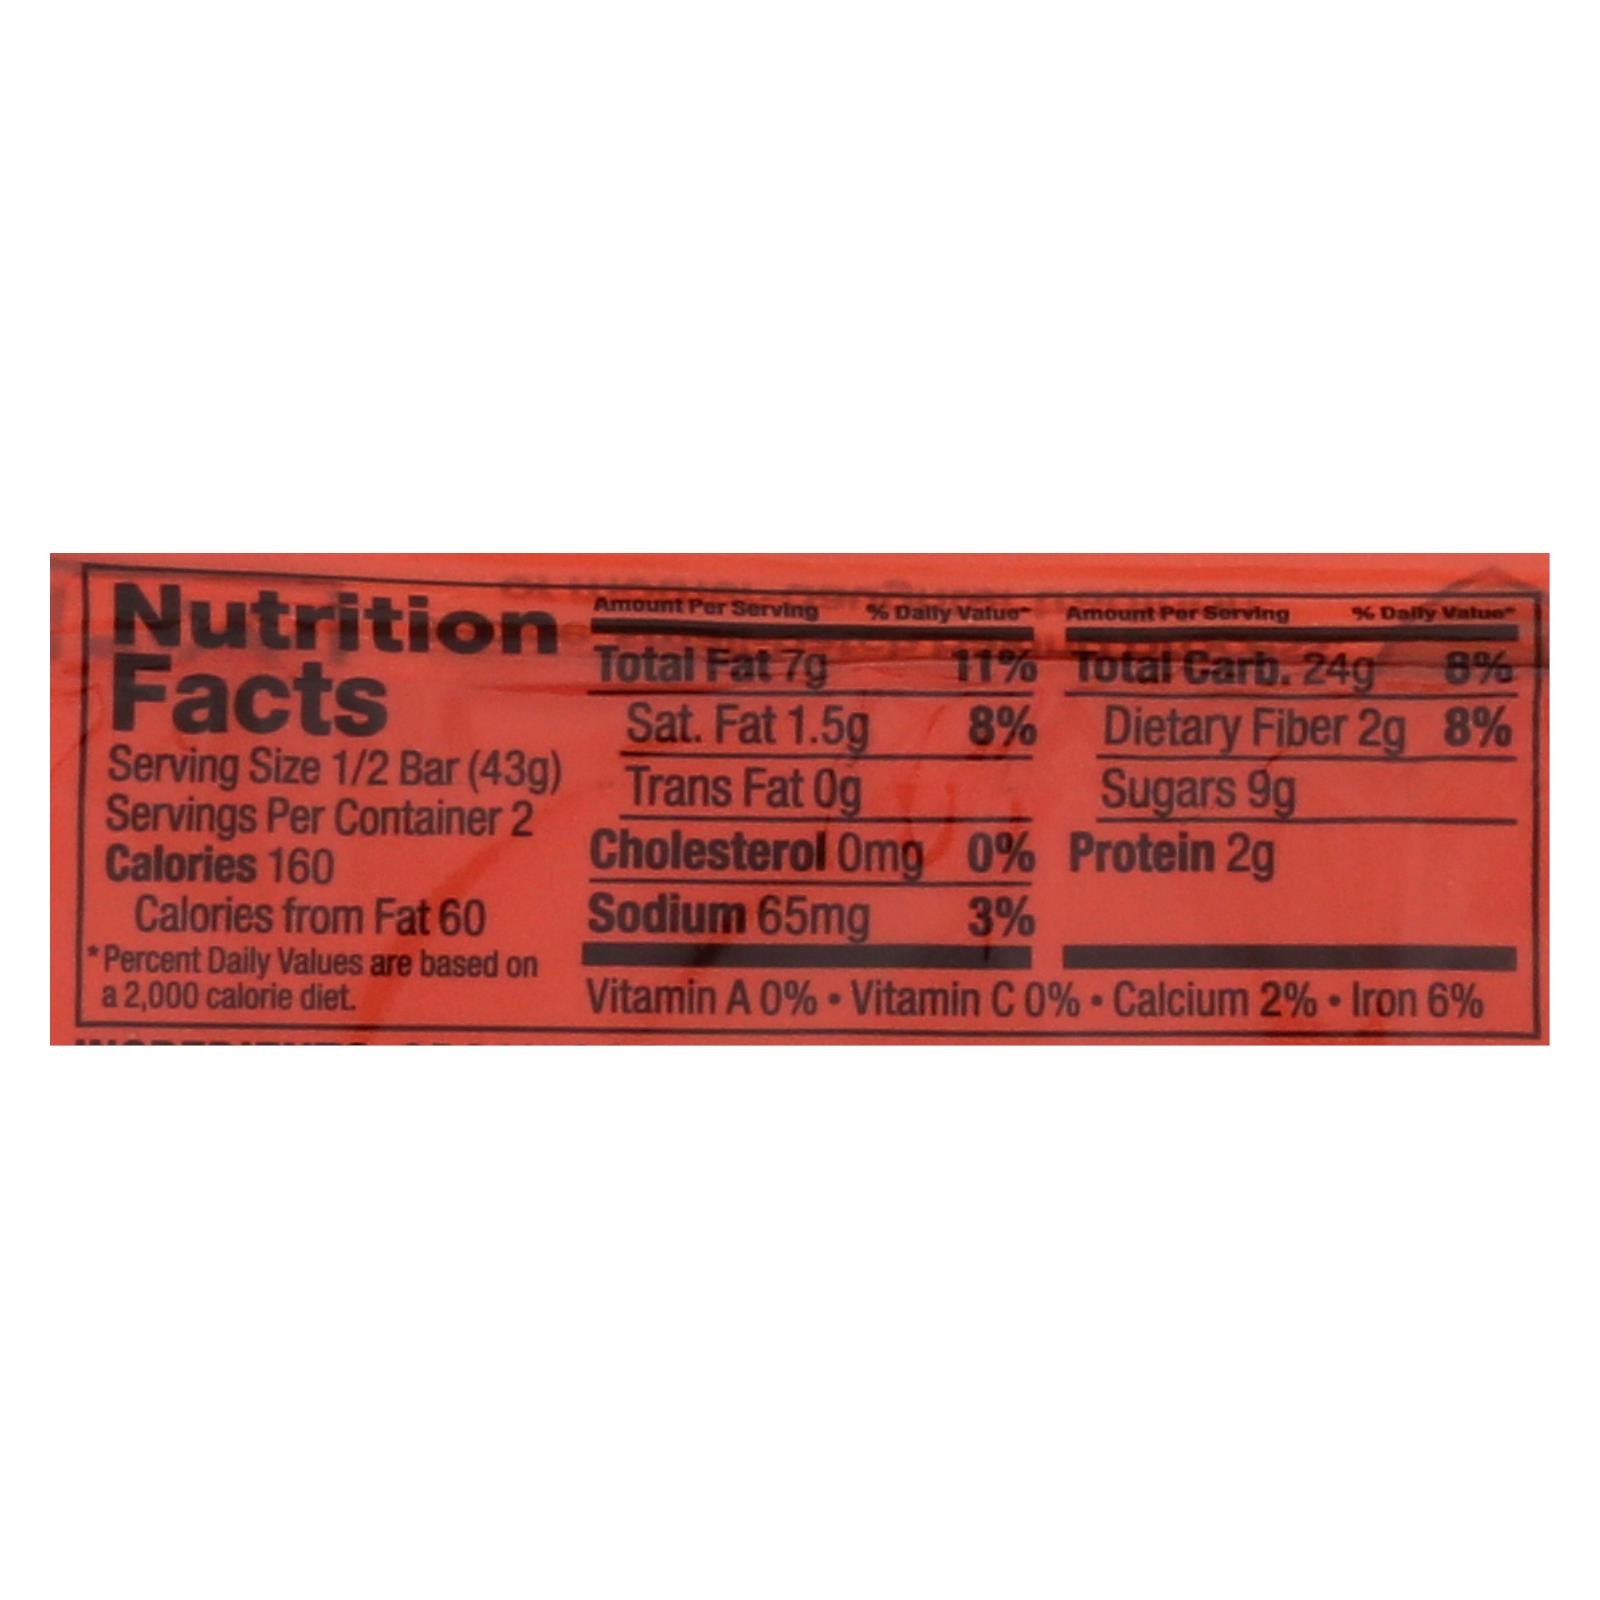 Nutrition
Facts
Serving Size 1/2 Bar (43g)
Servings Per Container 2
Calories 160
Calories from Fat 60
*Percent Daily Values are based on
a 2,000 calorie diet.
Amount Per Serving % Daily Value*
Total Fat 7g 11%
Sat. Fat 1.5g 8%
Trans Fat 0g
Cholesterol 0mg 0%
Sodium 65mg 3%
Amount Per Serving % Daily Value*
Total Carb. 24g 8%
Dietary Fiber 2g 8%
Sugars 9g
Protein 2g
Vitamin A 0% • Vitamin C 0% • Calcium 2% • Iron 6%